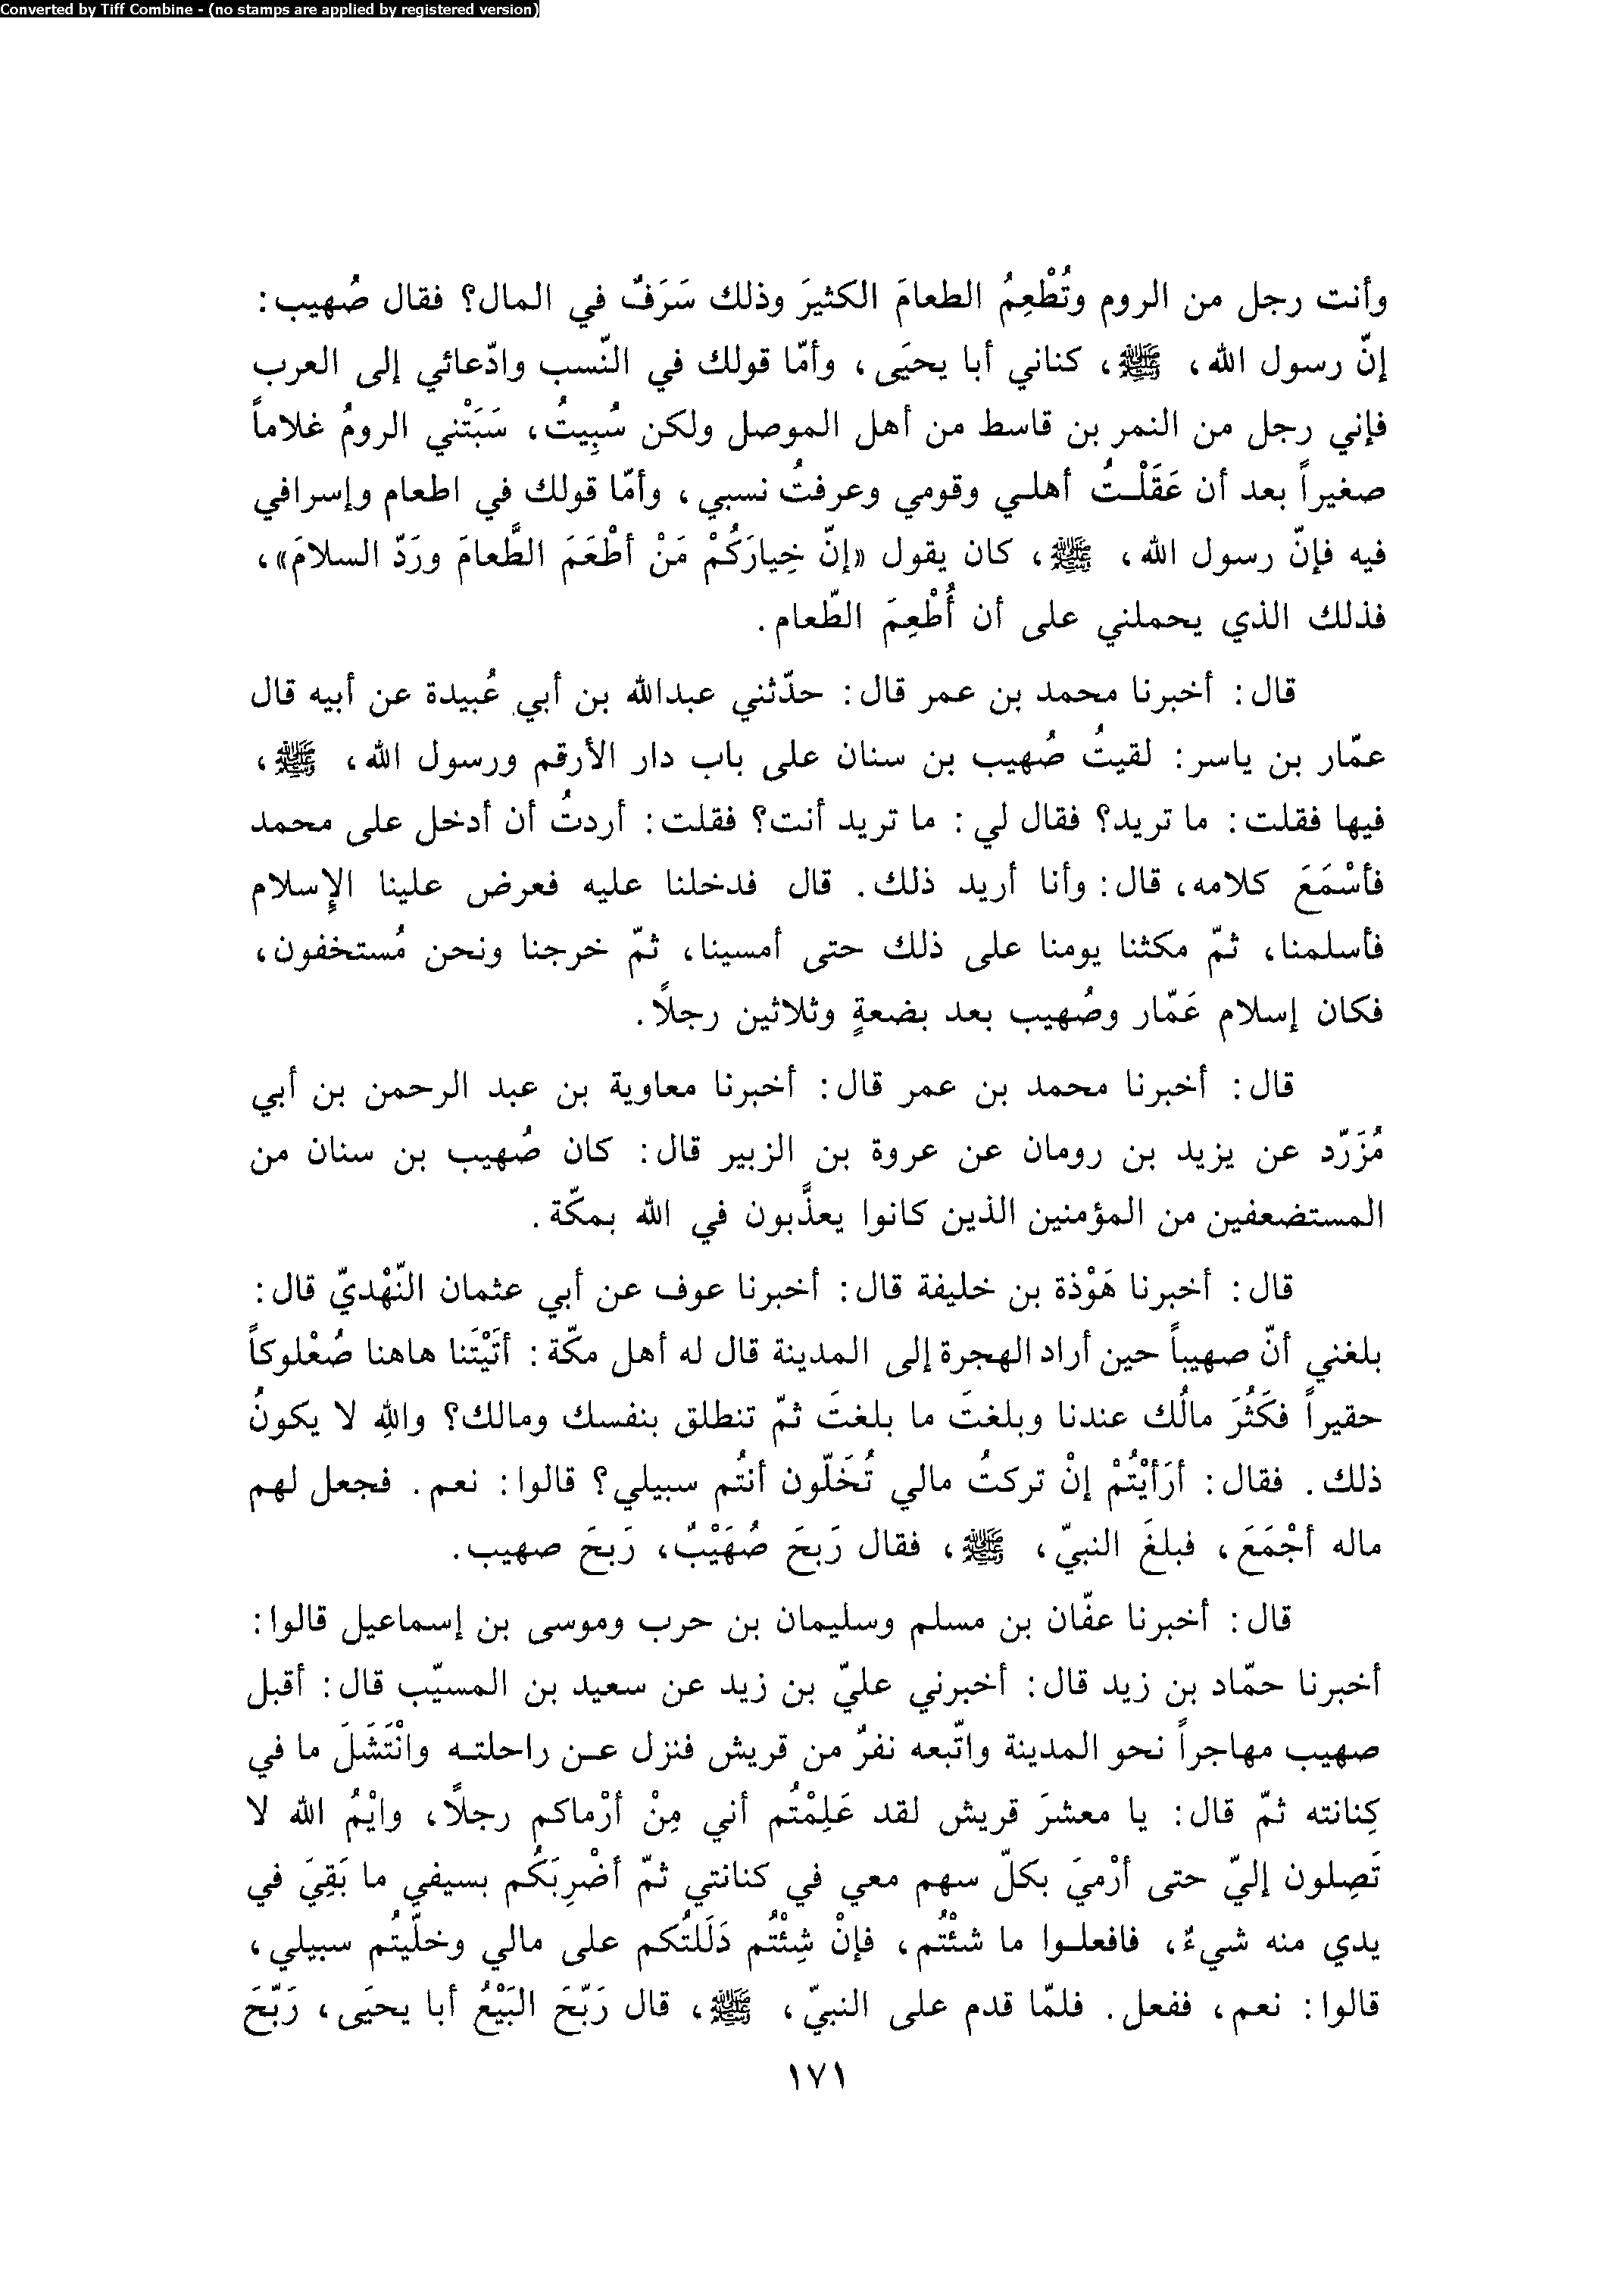 Converted by Tiff Combine - (no stamps are applied by registered version)
وأنت رجل من الروم وتُطْعِمُ الطعامَ الكثيرَ وذلك سَرَفٌ في المال؟ فقال صُهيب:
إنّ رسول الله، ﷺ، كناني أبا يحيَى، وأمّا قولك في النّسب وادّعائي إلى العرب
فإني رجل من النمر بن قاسط من أهل الموصل ولكن سُبِيتُ، سَبَتْني الرومُ غلاماً
صغيراً بعد أن عَقَلْتُ أهلي وقومي وعرفتُ نسبي، وأمّا قولك في اطعام وإسرافي
فيه فإنّ رسول الله، ﷺ، كان يقول «إنّ خِيارَكُمْ مَنْ أطْعَمَ الطَّعامَ ورَدّ السلامَ»،
فذلك الذي يحملني على أن أُطْعِمَ الطّعام.
قال: أخبرنا محمد بن عمر قال: حدّثني عبدالله بن أبي عُبيدة عن أبيه قال
عمّار بن ياسر: لقيتُ صُهيب بن سنان على باب دار الأرقم ورسول الله، ﷺ،
فيها فقلت: ما تريد؟ فقال لي: ما تريد أنت؟ فقلت: أردتُ أن أدخل على محمد
فأسْمَعَ كلامه، قال: وأنا أريد ذلك. قال فدخلنا عليه فعرض علينا الإِسلام
فأسلمنا، ثمّ مكثنا يومنا على ذلك حتى أمسينا، ثمّ خرجنا ونحن مُستخفون،
فكان إسلام عَمّار وصُهيب بعد بضعةٍ وثلاثين رجلاً.
قال: أخبرنا محمد بن عمر قال: أخبرنا معاوية بن عبد الرحمن بن أبي
مُزَرّد عن يزيد بن رومان عن عروة بن الزبير قال: كان صُهيب بن سنان من
المستضعفين من المؤمنين الذين كانوا يعذَّبون في الله بمكّة.
قال: أخبرنا هَوْذة بن خليفة قال: أخبرنا عوف عن أبي عثمان النّهْديّ قال:
بلغني أنّ صهيباً حين أراد الهجرة إلى المدينة قال له أهل مكّة: أتَيْتَنا هاهنا صُعْلوكاً
حقيراً فكَثُرَ مالُك عندنا وبلغتَ ما بلغتَ ثمّ تنطلق بنفسك ومالك؟ واللهِ لا يكونُ
ذلك. فقال: أرَأيْتُمْ إنْ تركتُ مالي تُخَلّون أنتُم سبيلي؟ قالوا: نعم. فجعل لهم
ماله أجْمَعَ، فبلغَ النبيّ، ﷺ، فقال رَبِحَ صُهَيْبٌ، رَبِحَ صهيب.
قال: أخبرنا عفّان بن مسلم وسليمان بن حرب وموسى بن إسماعيل قالوا:
أخبرنا حمّاد بن زيد قال: أخبرني عليّ بن زيد عن سعيد بن المسيّب قال: أقبل
صهيب مهاجراً نحو المدينة واتّبعه نفرٌ من قريش فنزل عن راحلته وانْتَشَلَ ما في
كِنانته ثمّ قال: يا معشرَ قريش لقد عَلِمْتُم أني مِنْ أرْماكم رجلاً، وايْمُ الله لا
تَصِلون إليّ حتى أرْميَ بكلّ سهم معي في كنانتي ثمّ أضْرِبَكُم بسيفي ما بَقِيَ في
يدي منه شيءٌ، فافعلوا ما شئْتُم، فإنْ شِئْتُم دَلَلتُكم على مالي وخلّيتُم سبيلي،
قالوا: نعم، ففعل. فلمّا قدم على النبيّ، ﷺ، قال رَبّحَ البَيْعُ أبا يحيَى، رَبّحَ
١٧١